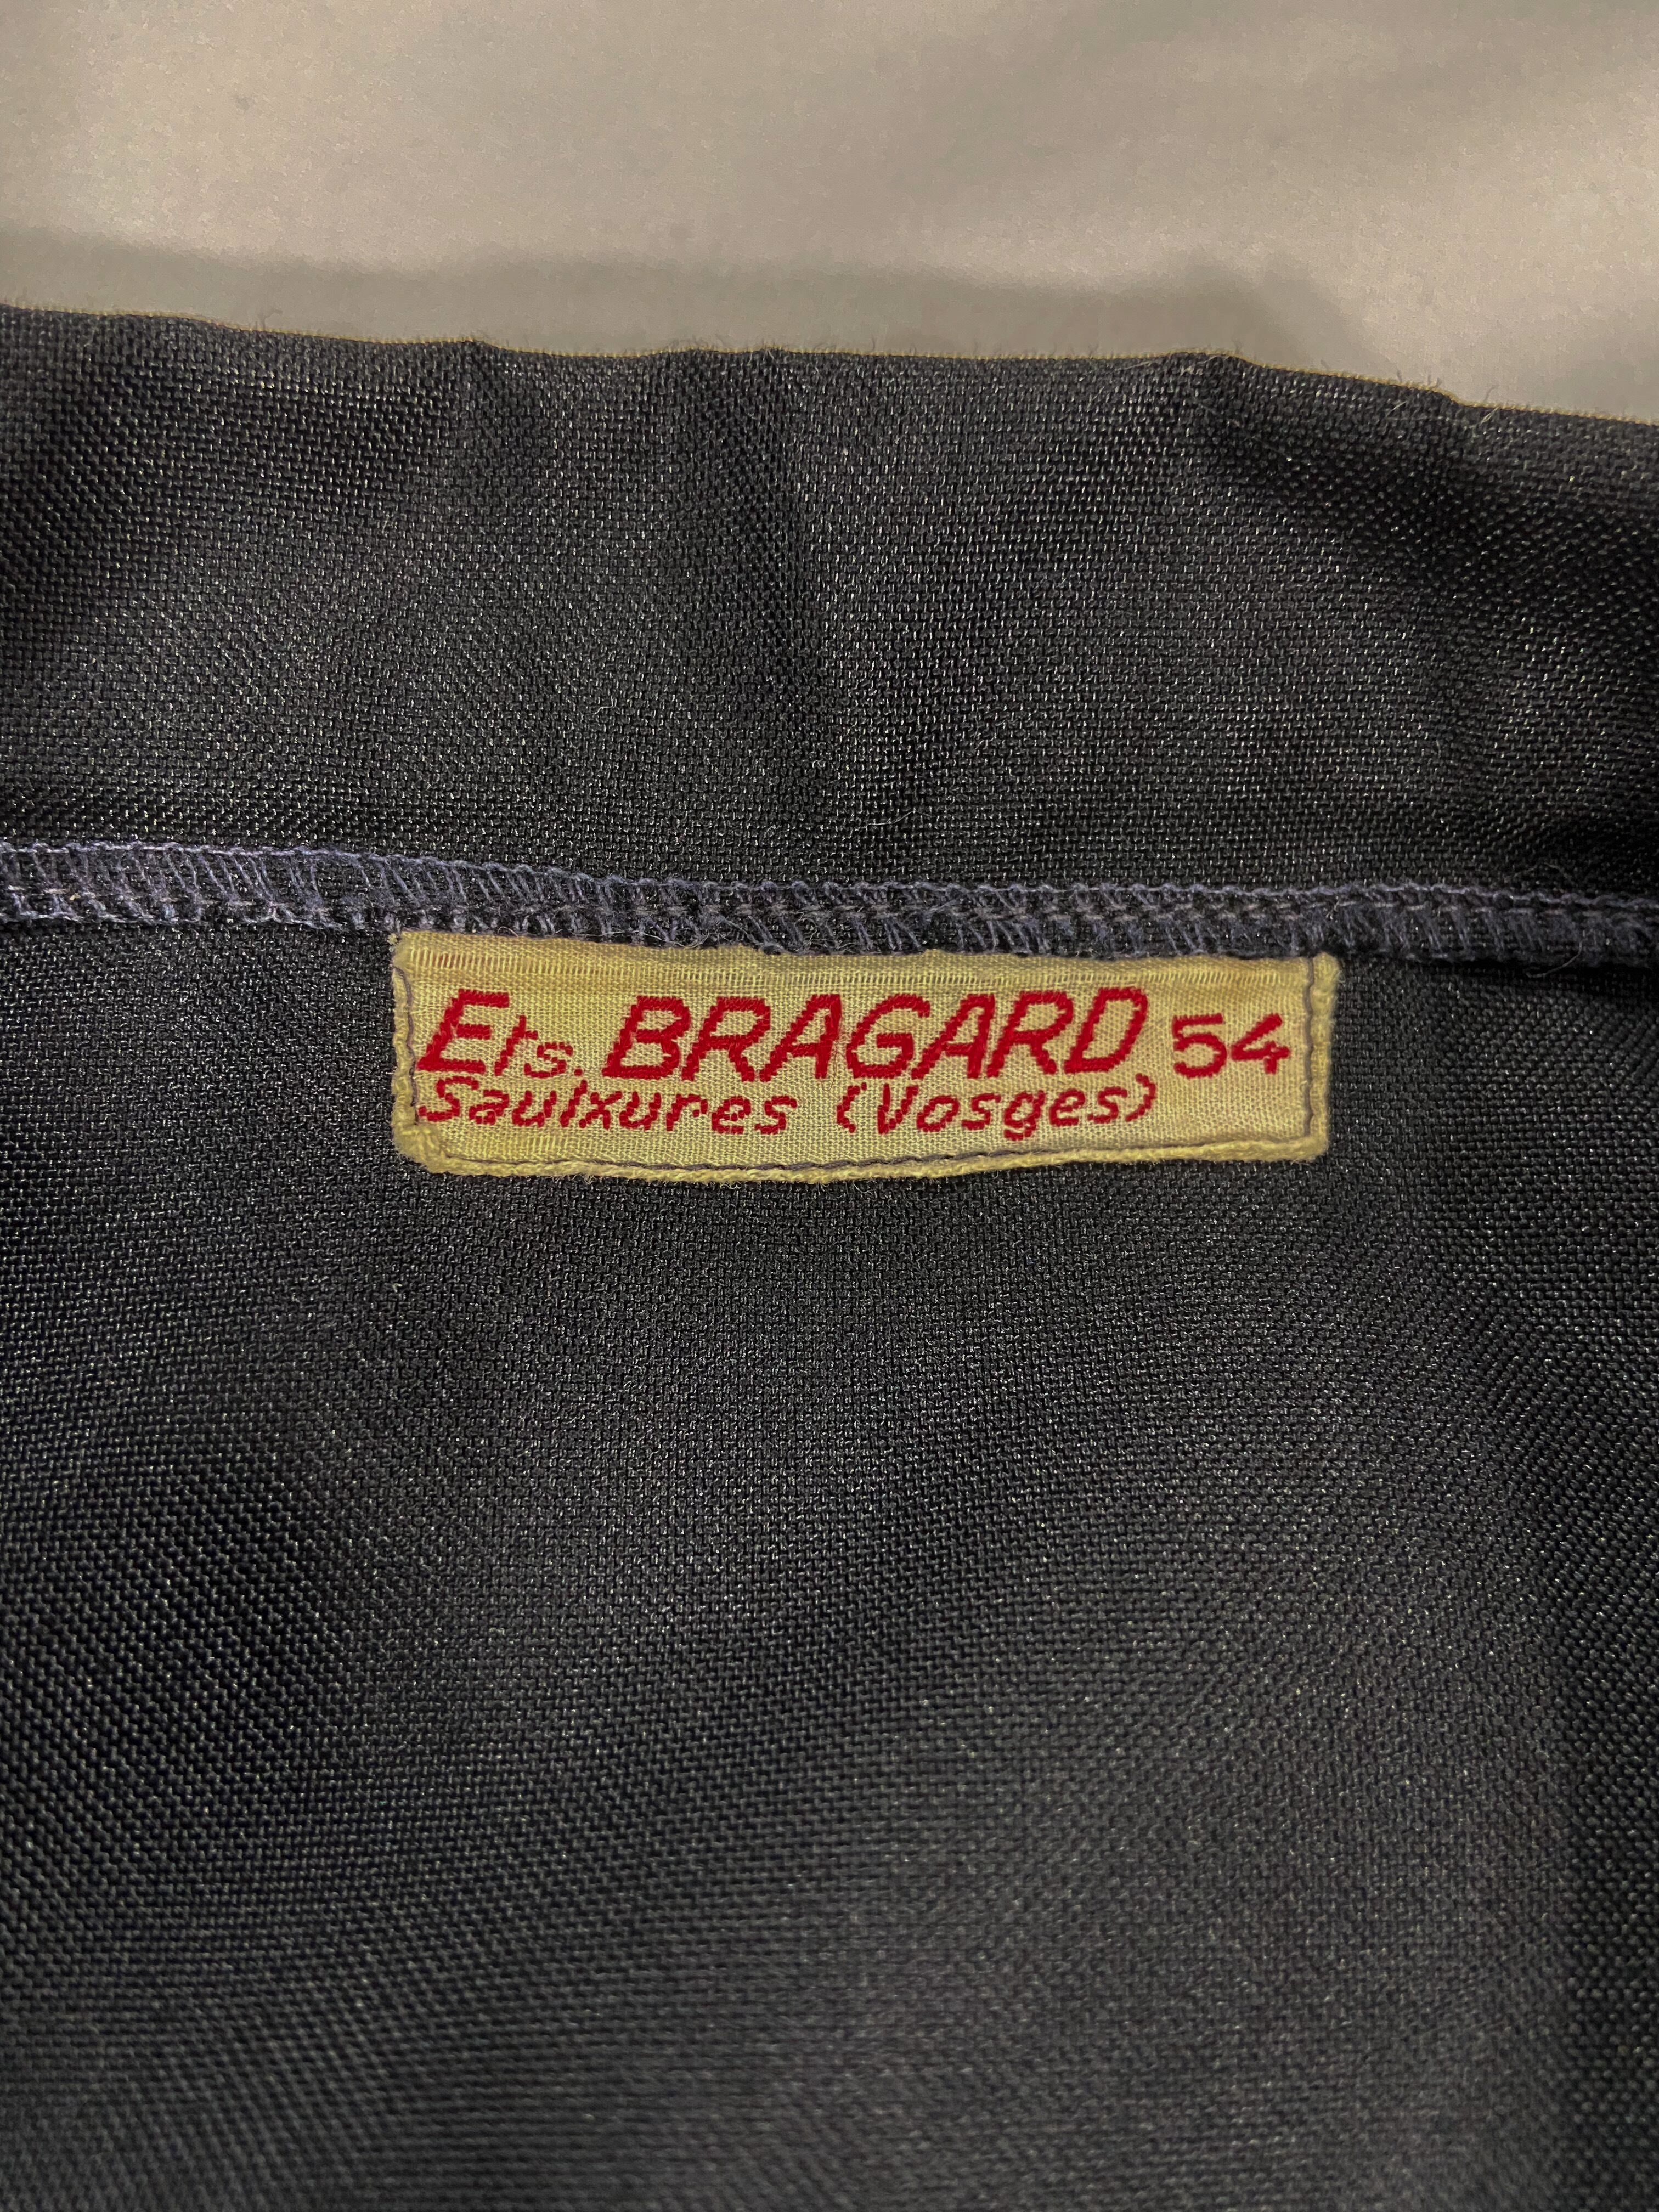 Ets. BRAGARD 54
Saulxures (Vosges)